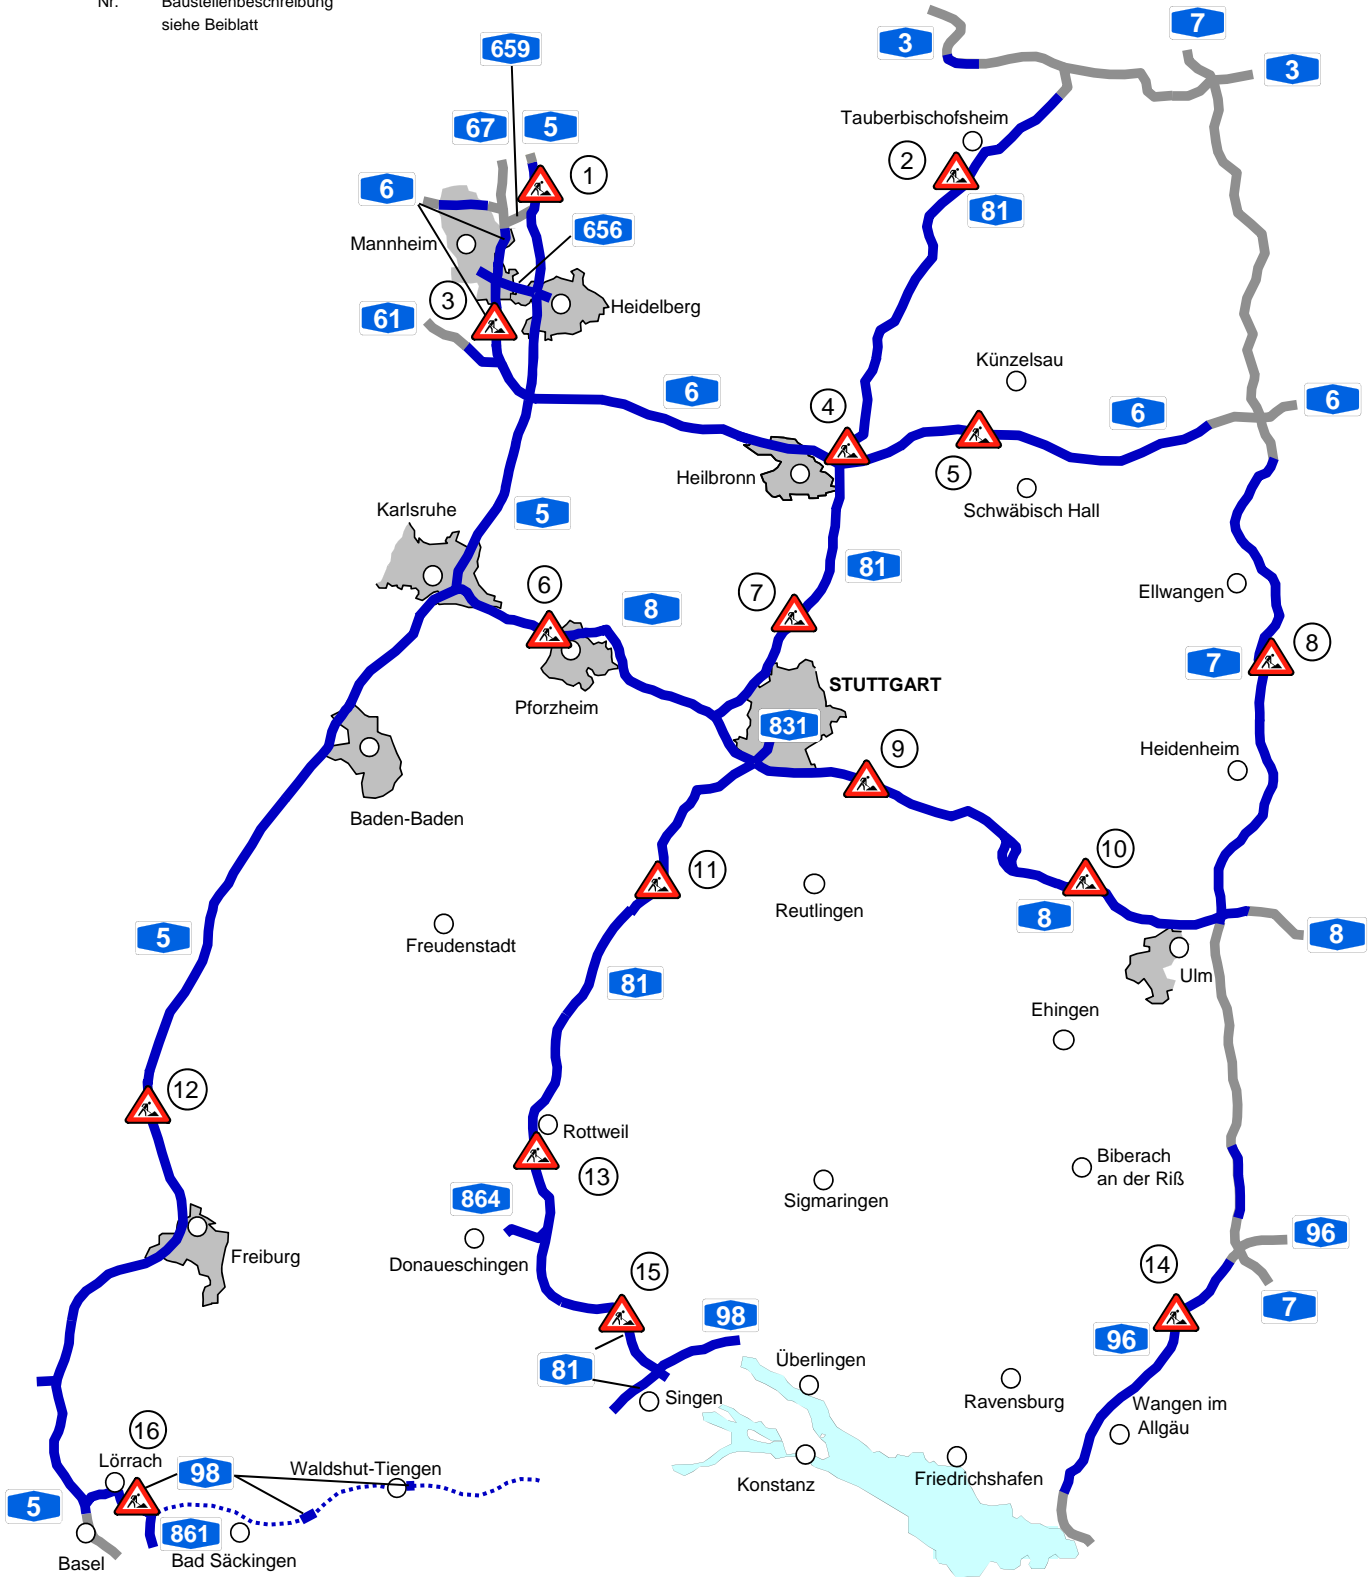 Nr. Baustellenbeschreibung
siehe Beiblatt
3
7
659
3
67
5
Tauberbischofsheim
2
1
6
81
656
Mannheim
3
Heidelberg
61
Künzelsau
6
4
6
6
5
Heilbronn
Schwäbisch Hall
Karlsruhe
5
81
6
7
Ellwangen
8
8
7
STUTTGART
Pforzheim
831
9
Heidenheim
Baden-Baden
10
11
Reutlingen
8
5
Freudenstadt
8
Ulm
81
Ehingen
12
Rottweil
13
Biberach
an der Riß
864
Sigmaringen
Donaueschingen
Freiburg
96
14
15
7
98
96
81
Überlingen
Singen
Ravensburg
Wangen im
Allgäu
16
Lörrach
98
Waldshut-Tiengen
Konstanz
Friedrichshafen
5
861
Basel
Bad Säckingen